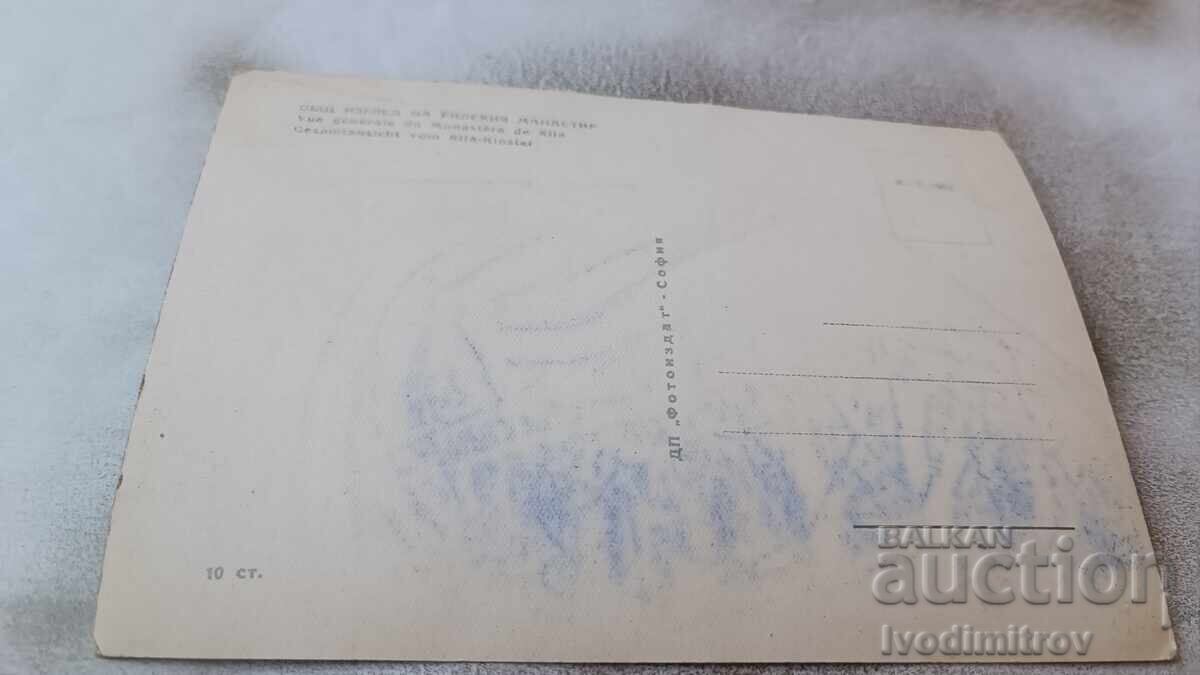 ОБЩ ИЗГЛЕД НА РИЛСКИЯ МАНАСТИР
Vue générale du Monastère de Rila
Gesamtansicht vom Rila-Kloster
ДП „Фотоиздат“ - София
10 ст.
BALKAN
auction
Ivodimitrov